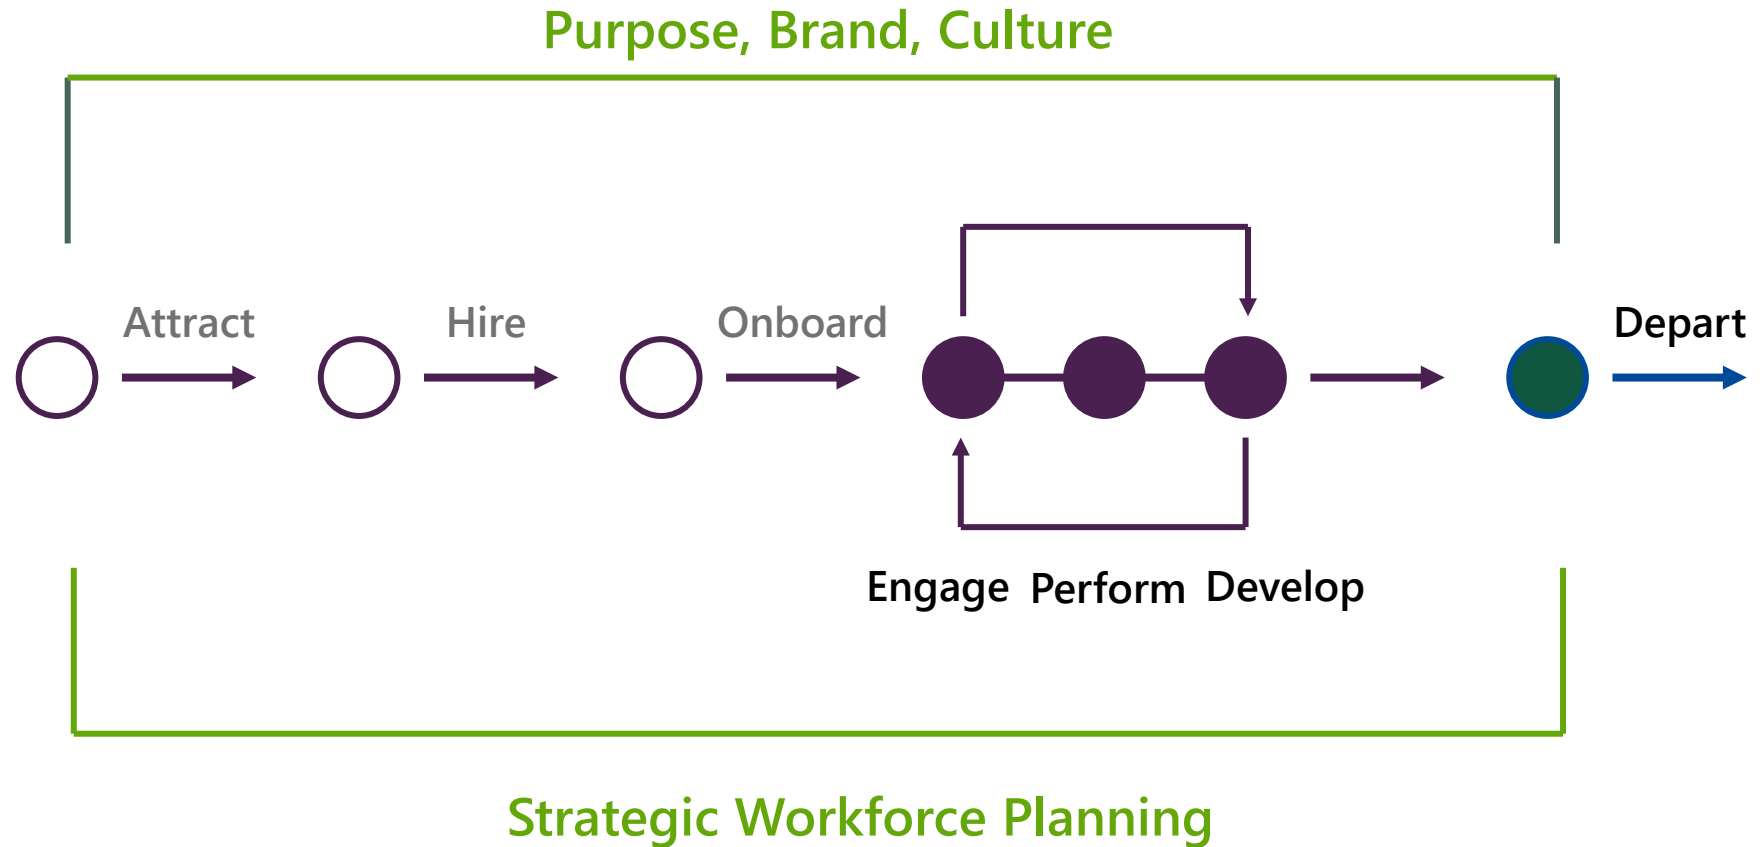 Purpose, Brand, Culture
Attract
Hire
Onboard
Depart
Engage Perform Develop
Strategic Workforce Planning